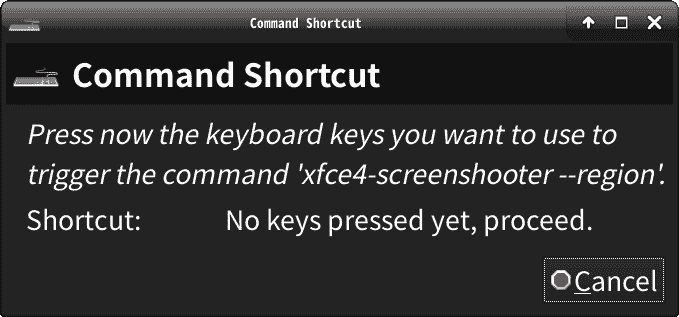 Command Shortcut
Command Shortcut
Press now the keyboard keys you want to use to
trigger the command 'xfce4-screenshooter --region'.
Shortcut: No keys pressed yet, proceed.
Cancel